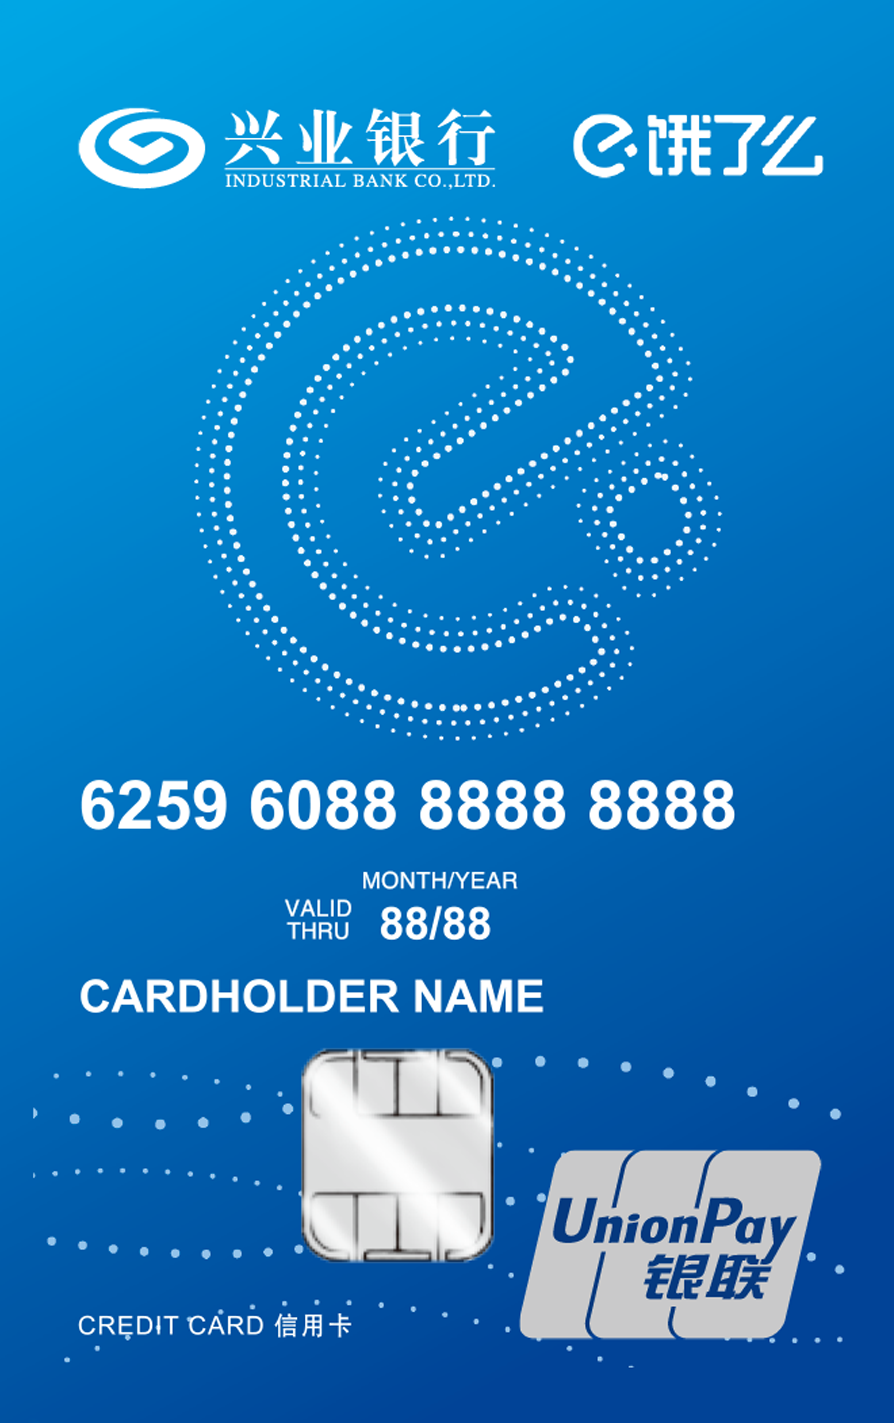 兴业银行
INDUSTRIAL BANK CO.,LTD.
e 饿了么
6259 6088 8888 8888
MONTH/YEAR
VALID
THRU
88/88
CARDHOLDER NAME
UnionPay
银联
CREDIT CARD 信用卡